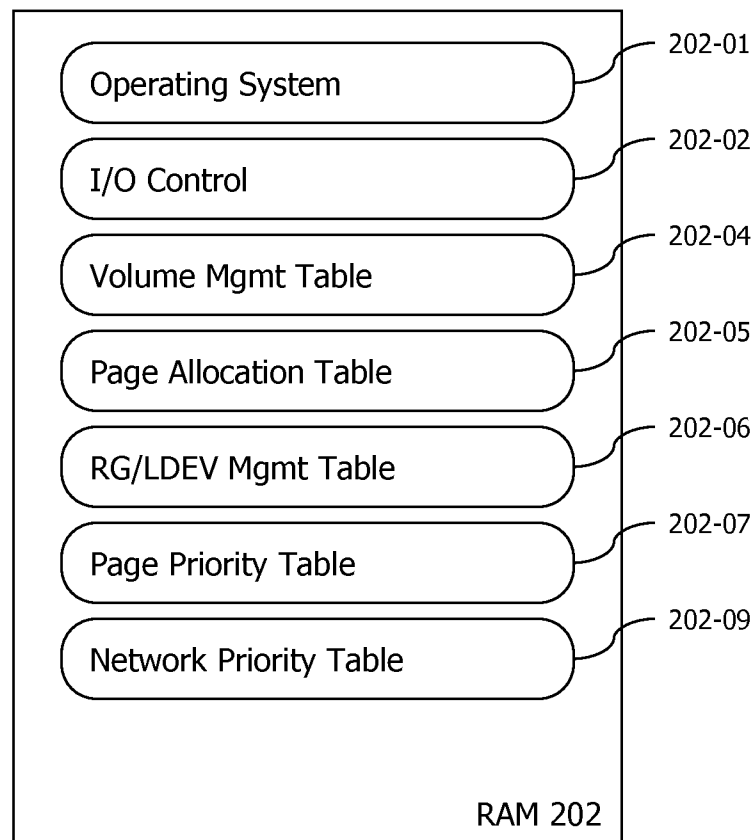 Operating System 202-01
I/O Control 202-02
Volume Mgmt Table 202-04
Page Allocation Table 202-05
RG/LDEV Mgmt Table 202-06
Page Priority Table 202-07
Network Priority Table 202-09
RAM 202